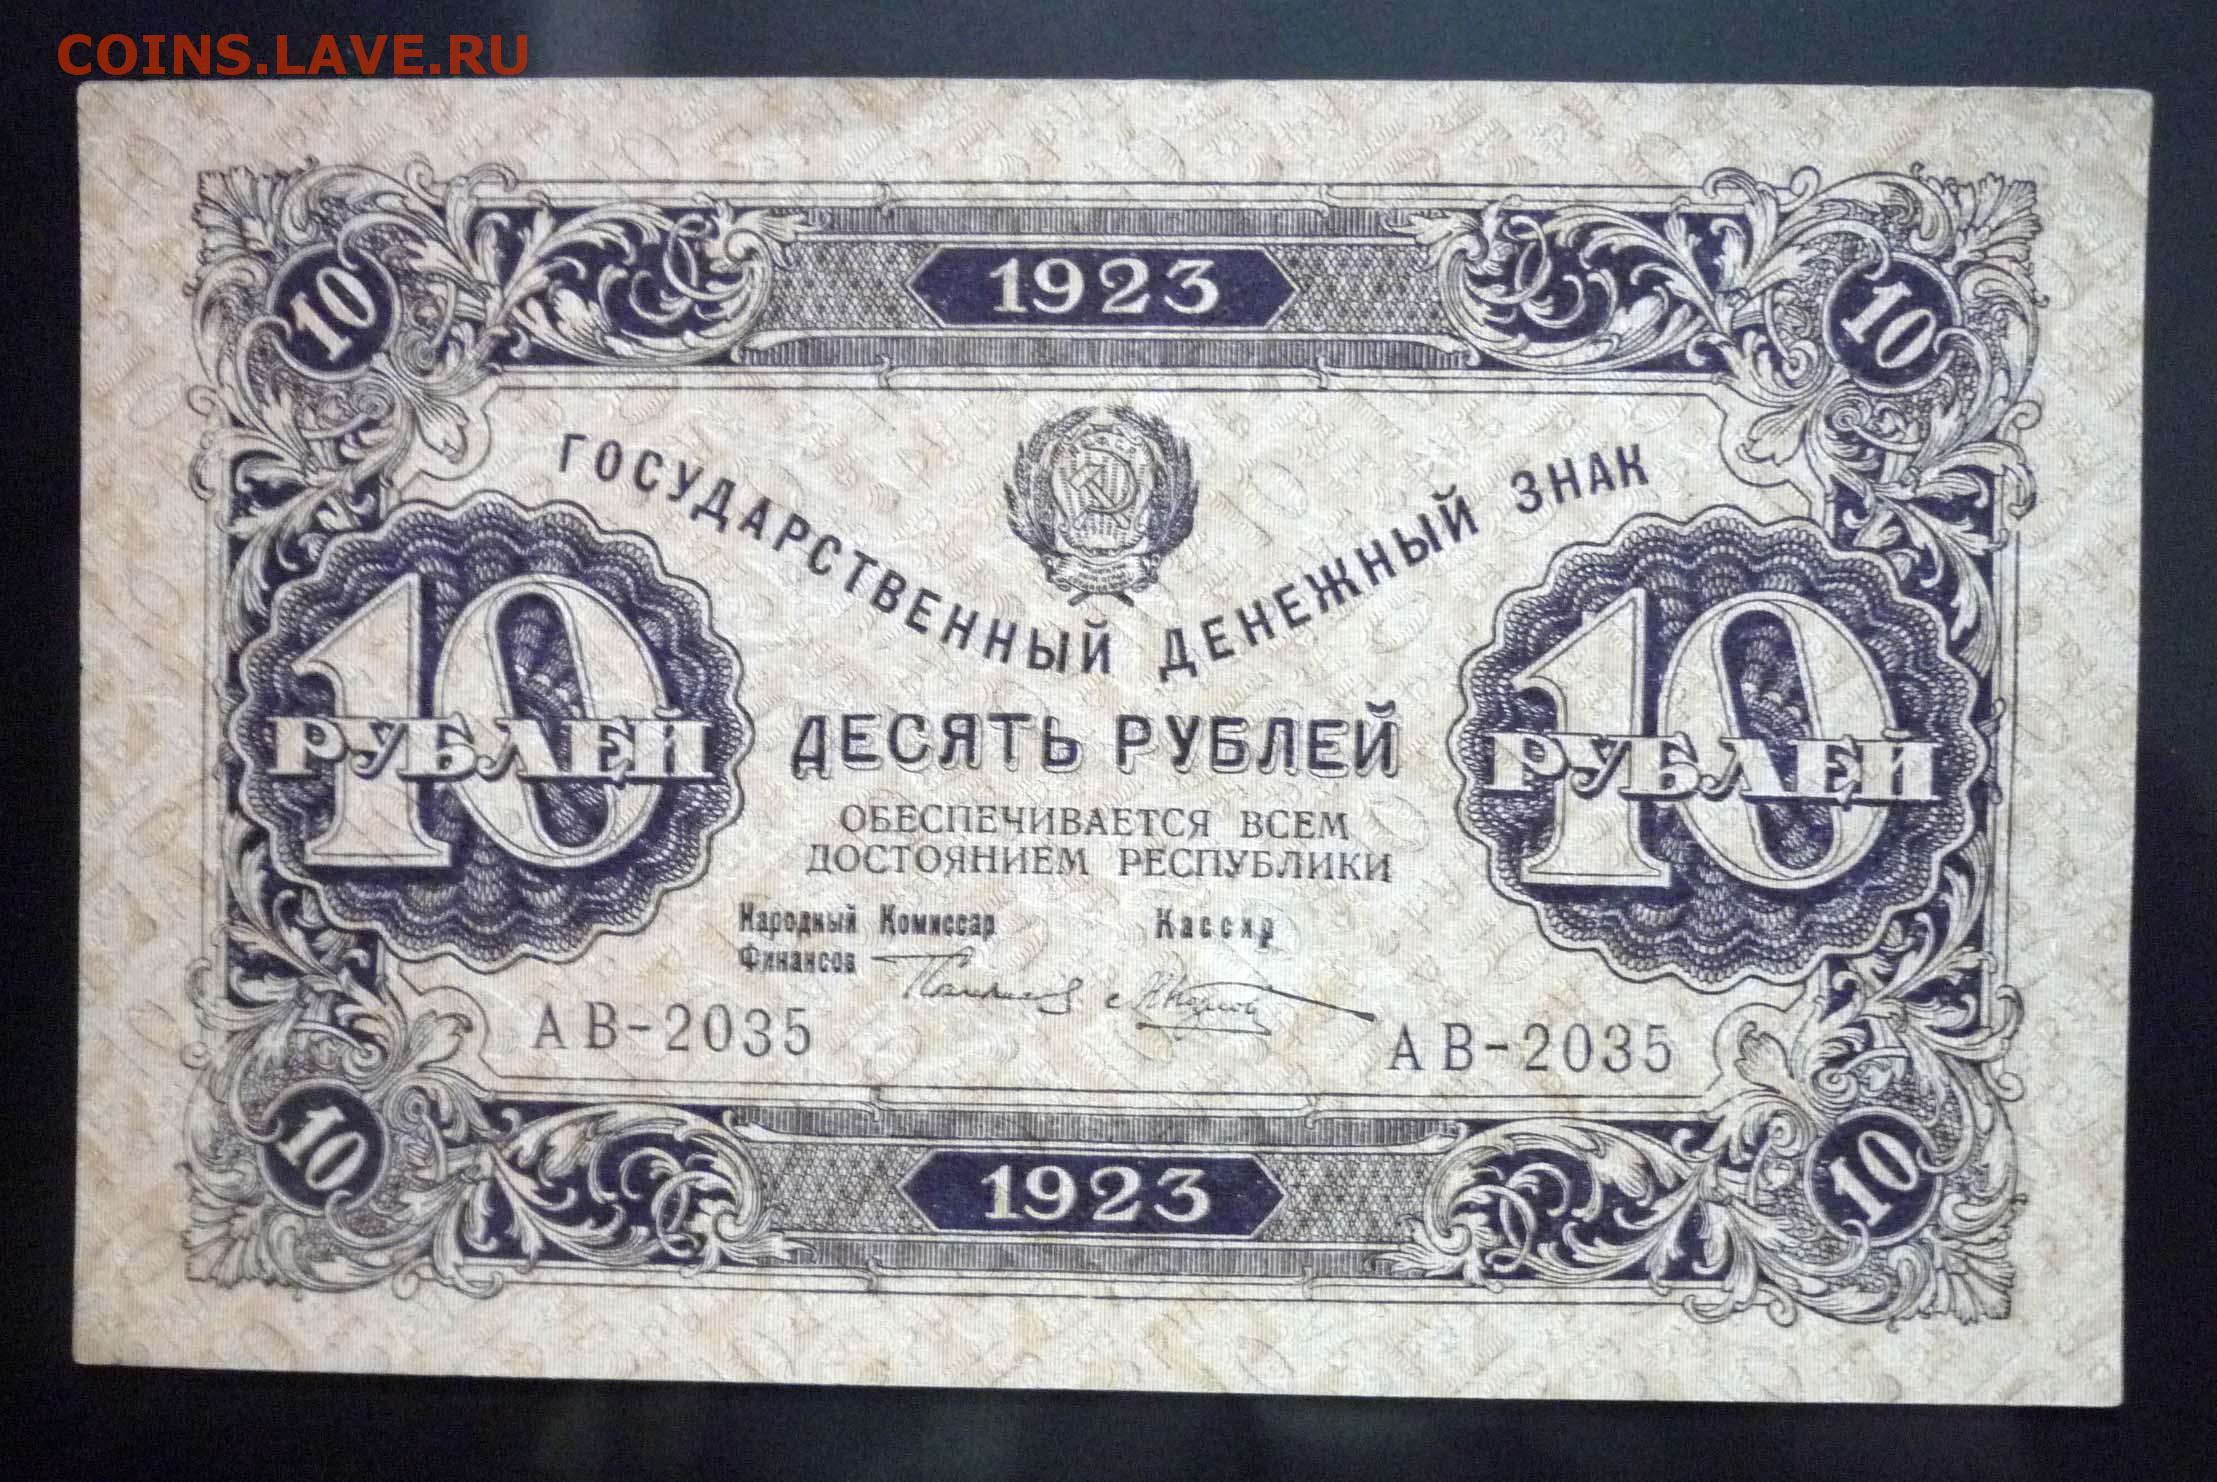 COINS.LAVE.RU
1923
10 10
ГОСУДАРСТВЕННЫЙ ДЕНЕЖНЫЙ ЗНАК
10 РУБЛЕЙ
ДЕСЯТЬ РУБЛЕЙ
10 РУБЛЕЙ
ОБЕСПЕЧИВАЕТСЯ ВСЕМ
ДОСТОЯНИЕМ РЕСПУБЛИКИ
Народный Комиссар
Финансов
Кассир
АВ-2035 АВ-2035
10 10
1923